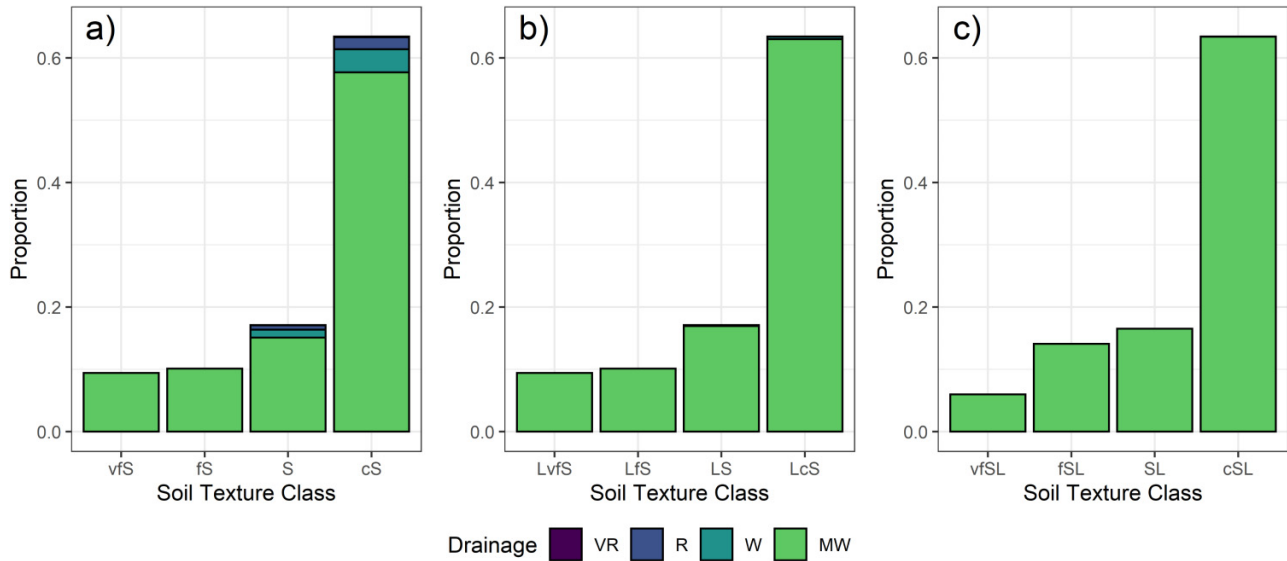 a)
0.6
0.4
0.2
0.0
Proportion
vfS fS S cS
Soil Texture Class
b)
0.6
0.4
0.2
0.0
Proportion
LvfS LfS LS LcS
Soil Texture Class
c)
0.6
0.4
0.2
0.0
Proportion
vfSL fSL SL cSL
Soil Texture Class
Drainage VR R W MW